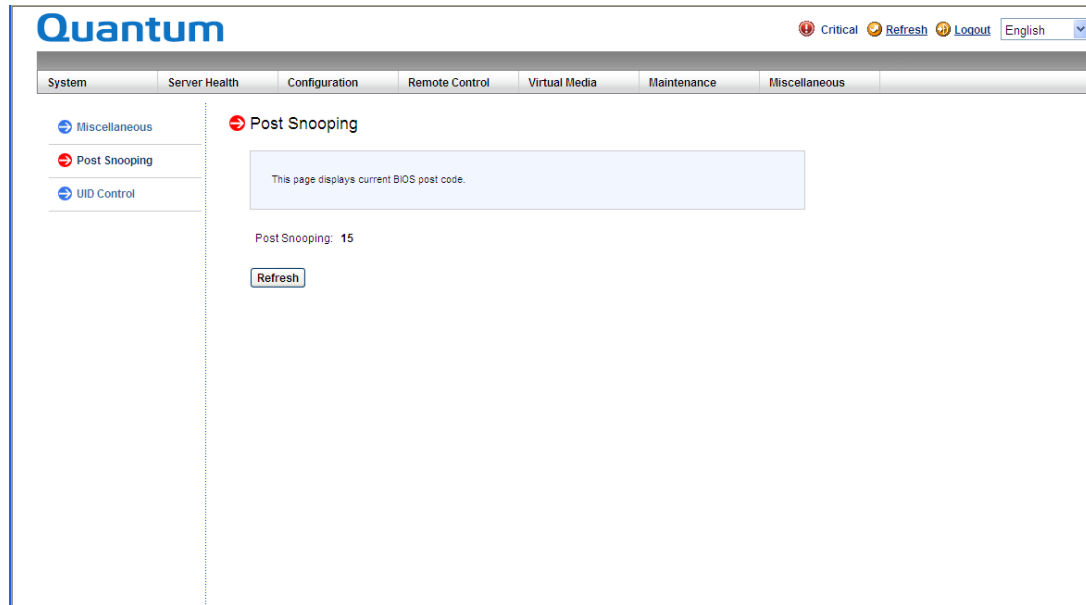 Quantum
Critical Refresh Logout English
System Server Health Configuration Remote Control Virtual Media Maintenance Miscellaneous
Miscellaneous
Post Snooping
UID Control
Post Snooping
This page displays current BIOS post code.
Post Snooping: 15
Refresh